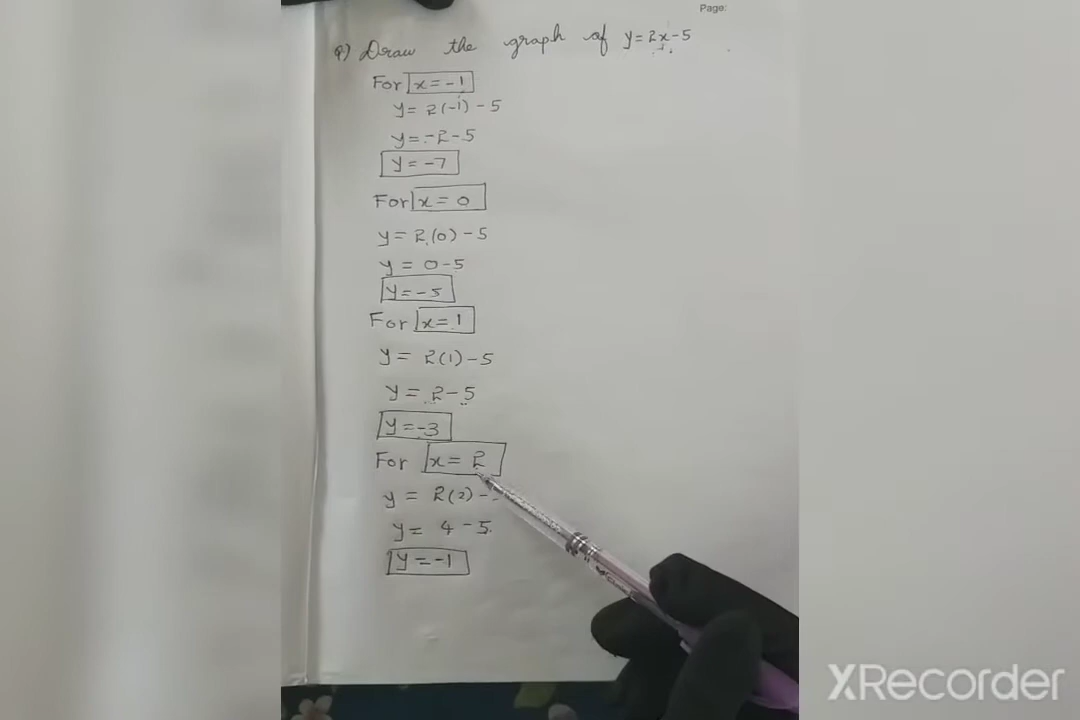 Page:
Q) Draw the graph of y=2x-5
For x=-1
y=2(-1)-5
y=-2-5
y=-7
For x=0
y=2(0)-5
y=0-5
y=-5
For x=1
y=2(1)-5
y=2-5
y=-3
For x=2
y=2(2)-
y=4-5
y=-1
XRecorder